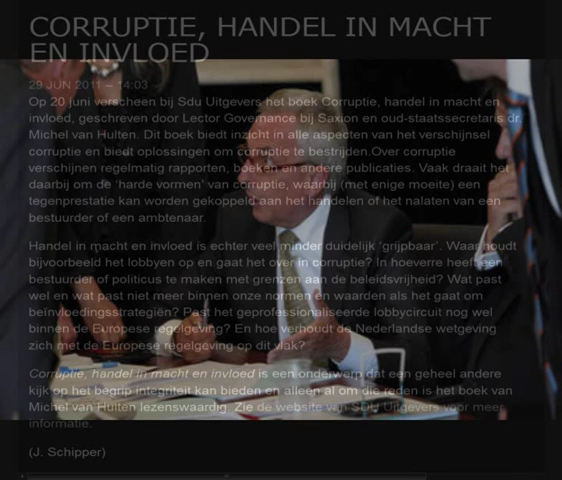 CORRUPTIE, HANDEL IN MACHT
EN INVLOED
29 JUN 2011 – 14:03
Op 20 juni verscheen bij Sdu Uitgevers het boek Corruptie, handel in macht en
invloed, geschreven door Lector Governance bij Saxion en oud-staatssecretaris dr.
Michel van Hulten. Dit boek biedt inzicht in alle aspecten van het verschijnsel
corruptie en biedt oplossingen om corruptie te bestrijden.Over corruptie
verschijnen regelmatig rapporten, boeken en andere publicaties. Vaak draait het
daarbij om de 'harde vormen' van corruptie, waarbij (met enige moeite) een
tegenprestatie kan worden gekoppeld aan het handelen of het nalaten van een
bestuurder of een ambtenaar.
Handel in macht en invloed is echter veel minder duidelijk 'grijpbaar'. Waar houdt
bijvoorbeeld het lobbyen op en gaat het over in corruptie? In hoeverre heeft een
bestuurder of politicus te maken met grenzen aan de beleidsvrijheid? Wat past
wel en wat past niet meer binnen onze normen en waarden als het gaat om
beïnvloedingsstrategieën? Past het geprofessionaliseerde lobbycircuit nog wel
binnen de Europese regelgeving? En hoe verhoudt de Nederlandse wetgeving
zich met de Europese regelgeving op dit vlak?
Corruptie, handel in macht en invloed is een onderwerp dat een geheel andere
kijk op het begrip integriteit kan bieden en alleen al om die reden is het boek van
Michel van Hulten lezenswaardig. Zie de website van SDU Uitgevers voor meer
informatie.
(J. Schipper)